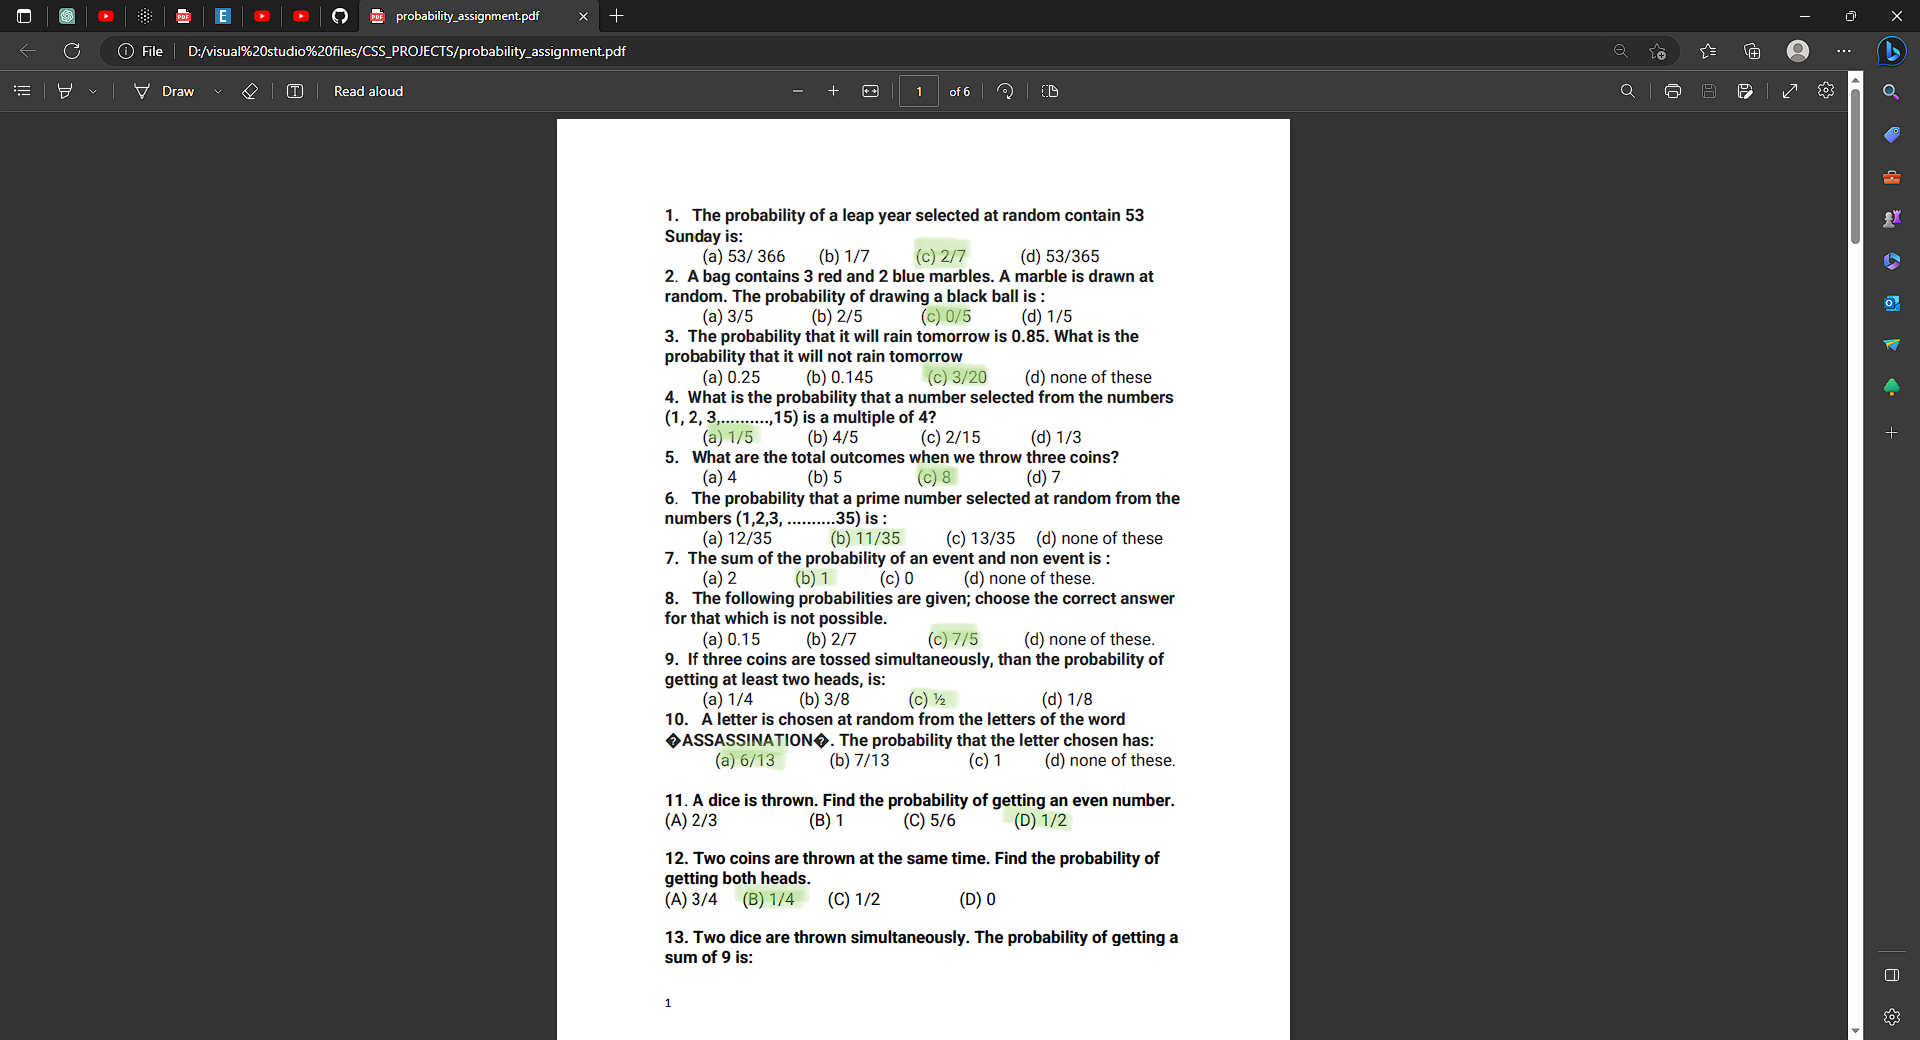 probability_assignment.pdf
File D:/visual%20studio%20files/CSS_PROJECTS/probability_assignment.pdf
Draw Read aloud 1 of 6
1. The probability of a leap year selected at random contain 53
Sunday is:
(a) 53/ 366 (b) 1/7 (c) 2/7 (d) 53/365
2. A bag contains 3 red and 2 blue marbles. A marble is drawn at
random. The probability of drawing a black ball is :
(a) 3/5 (b) 2/5 (c) 0/5 (d) 1/5
3. The probability that it will rain tomorrow is 0.85. What is the
probability that it will not rain tomorrow
(a) 0.25 (b) 0.145 (c) 3/20 (d) none of these
4. What is the probability that a number selected from the numbers
(1, 2, 3,..........,15) is a multiple of 4?
(a) 1/5 (b) 4/5 (c) 2/15 (d) 1/3
5. What are the total outcomes when we throw three coins?
(a) 4 (b) 5 (c) 8 (d) 7
6. The probability that a prime number selected at random from the
numbers (1,2,3, ..........35) is :
(a) 12/35 (b) 11/35 (c) 13/35 (d) none of these
7. The sum of the probability of an event and non event is :
(a) 2 (b) 1 (c) 0 (d) none of these.
8. The following probabilities are given; choose the correct answer
for that which is not possible.
(a) 0.15 (b) 2/7 (c) 7/5 (d) none of these.
9. If three coins are tossed simultaneously, than the probability of
getting at least two heads, is:
(a) 1/4 (b) 3/8 (c) ½ (d) 1/8
10. A letter is chosen at random from the letters of the word
�ASSASSINATION�. The probability that the letter chosen has:
(a) 6/13 (b) 7/13 (c) 1 (d) none of these.
11. A dice is thrown. Find the probability of getting an even number.
(A) 2/3 (B) 1 (C) 5/6 (D) 1/2
12. Two coins are thrown at the same time. Find the probability of
getting both heads.
(A) 3/4 (B) 1/4 (C) 1/2 (D) 0
13. Two dice are thrown simultaneously. The probability of getting a
sum of 9 is:
1